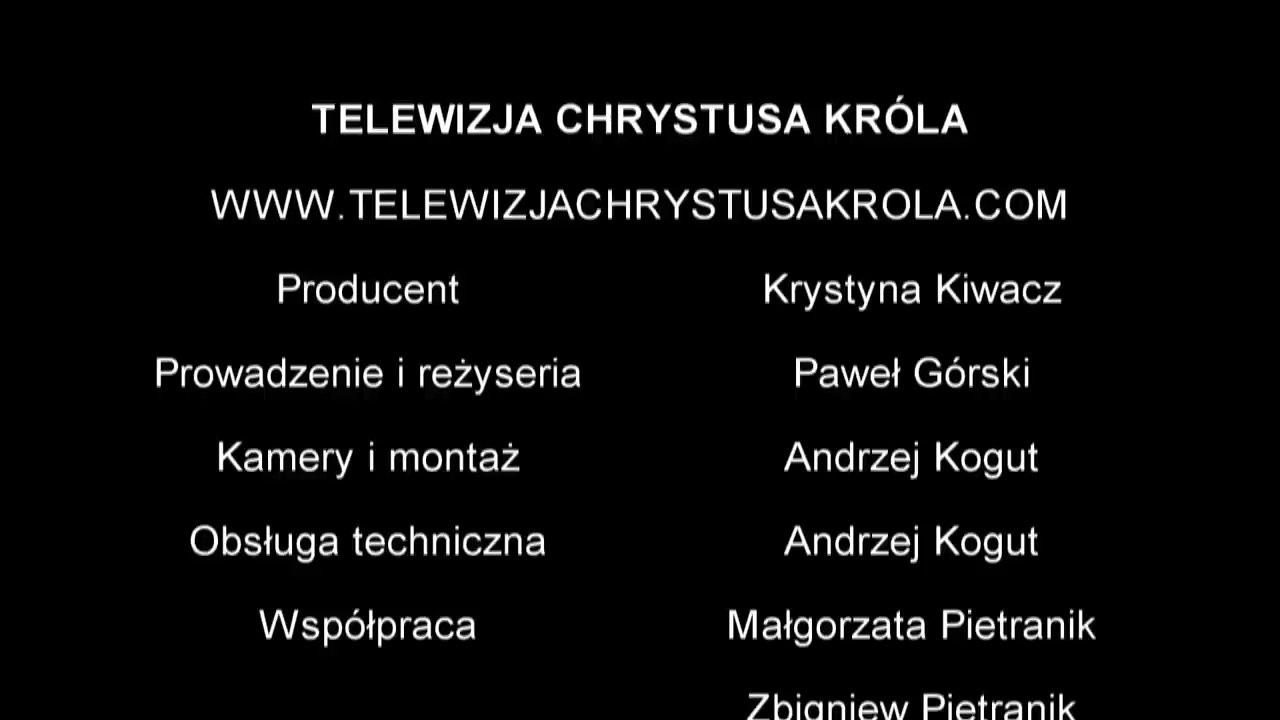 TELEWIZJA CHRYSTUSA KRÓLA
WWW.TELEWIZJACHRYSTUSAKROLA.COM
Producent Krystyna Kiwacz
Prowadzenie i reżyseria Paweł Górski
Kamery i montaż Andrzej Kogut
Obsługa techniczna Andrzej Kogut
Współpraca Małgorzata Pietranik
Zbigniew Pietranik